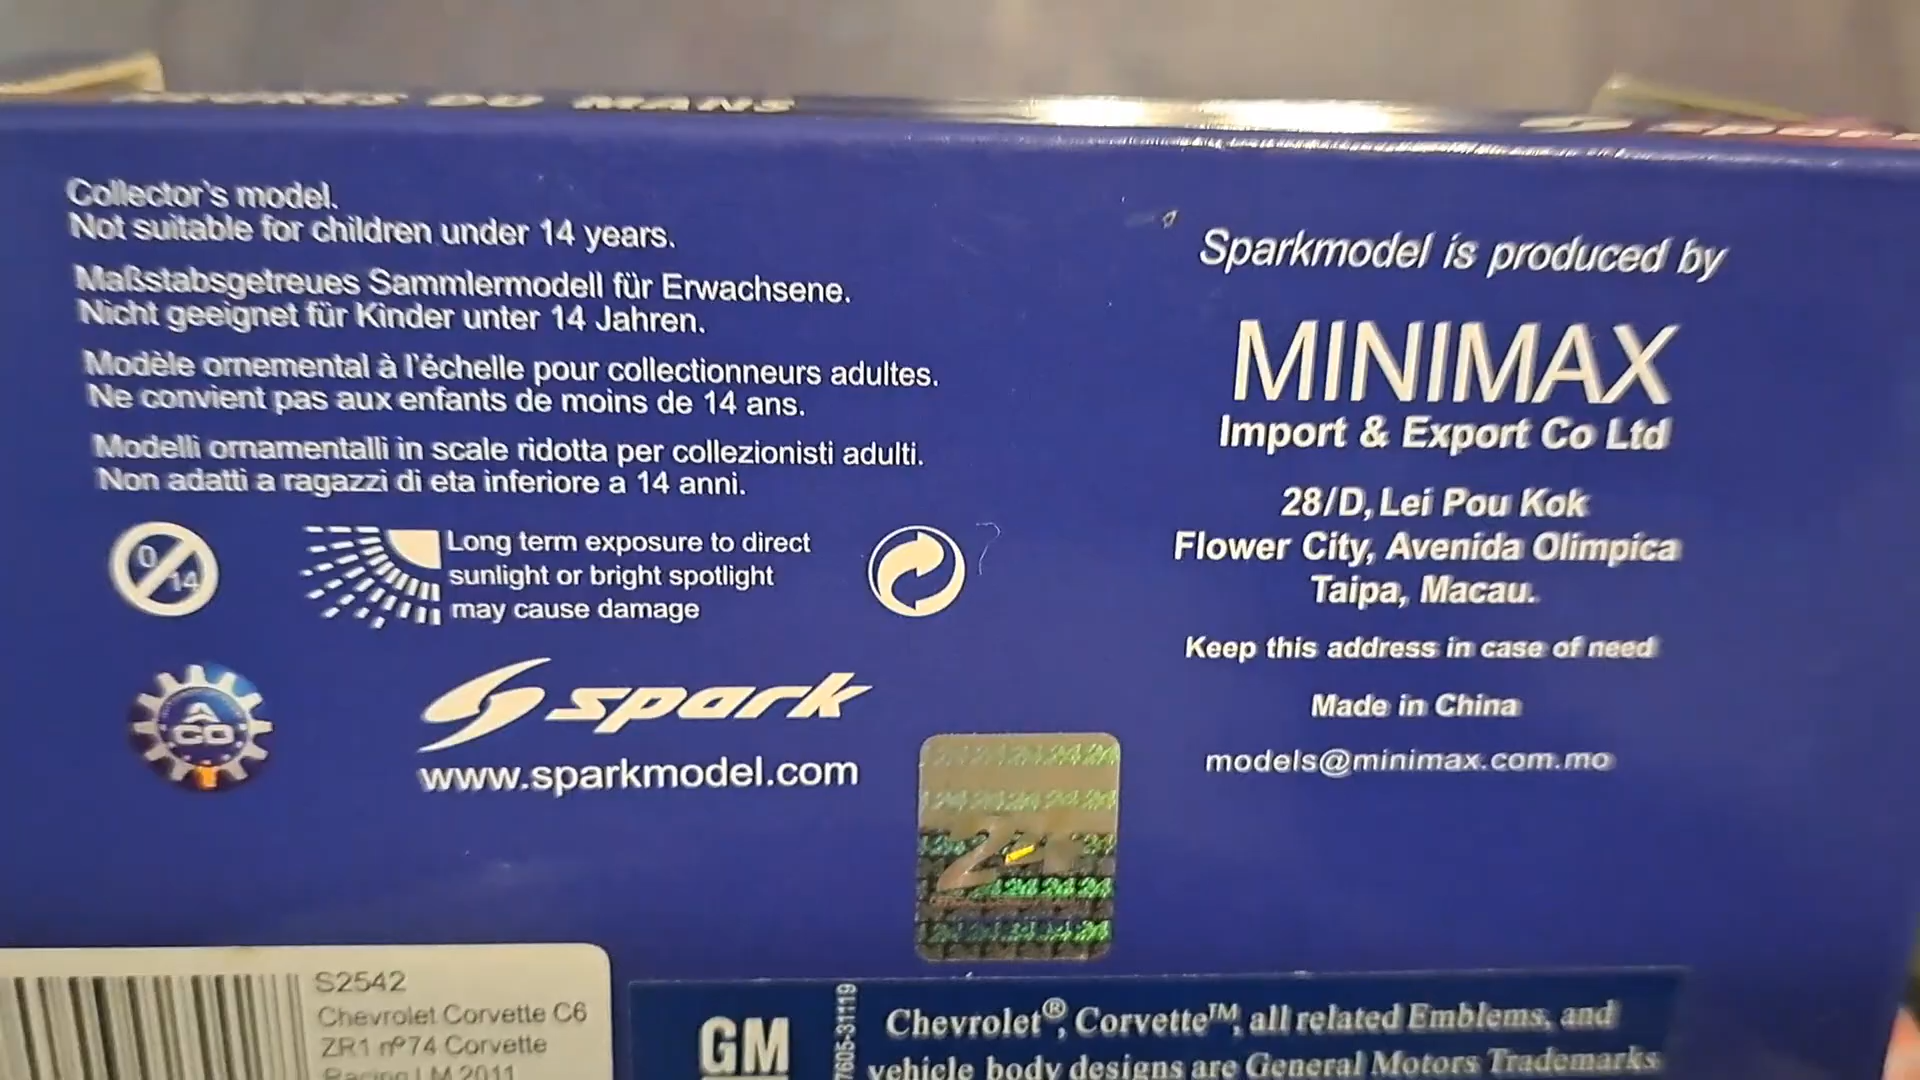 Collector's model.
Not suitable for children under 14 years.
Maßstabsgetreues Sammlermodell für Erwachsene.
Nicht geeignet für Kinder unter 14 Jahren.
Modèle ornemental à l'échelle pour collectionneurs adultes.
Ne convient pas aux enfants de moins de 14 ans.
Modelli ornamentalli in scale ridotta per collezionisti adulti.
Non adatti a ragazzi di eta inferiore a 14 anni.
0
14
Long term exposure to direct
sunlight or bright spotlight
may cause damage
ACO
spark
www.sparkmodel.com
Sparkmodel is produced by
MINIMAX
Import & Export Co Ltd
28/D, Lei Pou Kok
Flower City, Avenida Olimpica
Taipa, Macau.
Keep this address in case of need
Made in China
models@minimax.com.mo
24
S2542
Chevrolet Corvette C6
ZR1 nº74 Corvette
Racing LM 2011
GM
7605-31119
Chevrolet®, Corvette™, all related Emblems, and
vehicle body designs are General Motors Trademarks